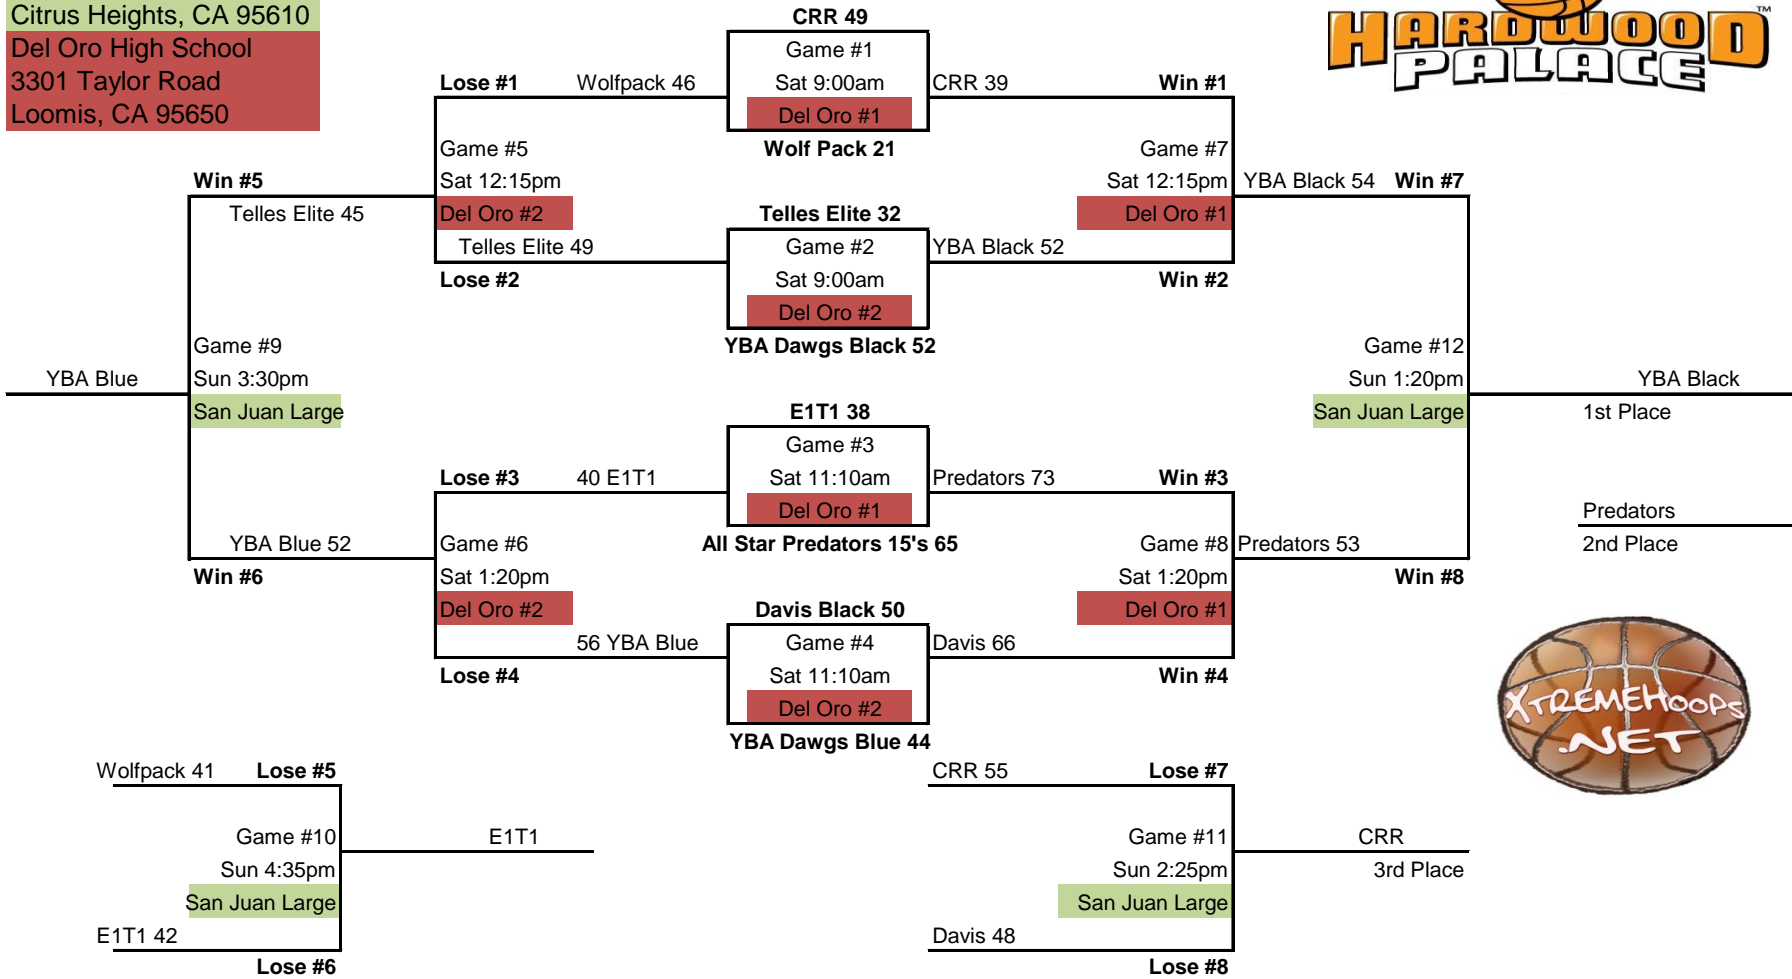 Citrus Heights, CA 95610
Del Oro High School
3301 Taylor Road
Loomis, CA 95650
HARDWOOD PALACE™
CRR 49
Game #1
Sat 9:00am
Del Oro #1
Wolf Pack 21
Lose #1 Wolfpack 46
CRR 39 Win #1
Game #5
Sat 12:15pm
Del Oro #2
Game #7
Sat 12:15pm
Del Oro #1
Win #5
Telles Elite 45
YBA Black 54 Win #7
Telles Elite 32
Game #2
Sat 9:00am
Del Oro #2
YBA Dawgs Black 52
Telles Elite 49
Lose #2
YBA Black 52
Win #2
Game #9
Sun 3:30pm
San Juan Large
YBA Blue
Game #12
Sun 1:20pm
San Juan Large
YBA Black
1st Place
E1T1 38
Game #3
Sat 11:10am
Del Oro #1
All Star Predators 15's 65
Lose #3 40 E1T1
Predators 73 Win #3
Predators
2nd Place
YBA Blue 52
Win #6
Game #6
Sat 1:20pm
Del Oro #2
Game #8
Sat 1:20pm
Del Oro #1
Predators 53
Win #8
Davis Black 50
Game #4
Sat 11:10am
Del Oro #2
YBA Dawgs Blue 44
56 YBA Blue
Lose #4
Davis 66
Win #4
XTREMEHOOPS
.NET
Wolfpack 41 Lose #5
Game #10
Sun 4:35pm
San Juan Large
E1T1
E1T1 42
Lose #6
CRR 55 Lose #7
Game #11
Sun 2:25pm
San Juan Large
CRR
3rd Place
Davis 48
Lose #8